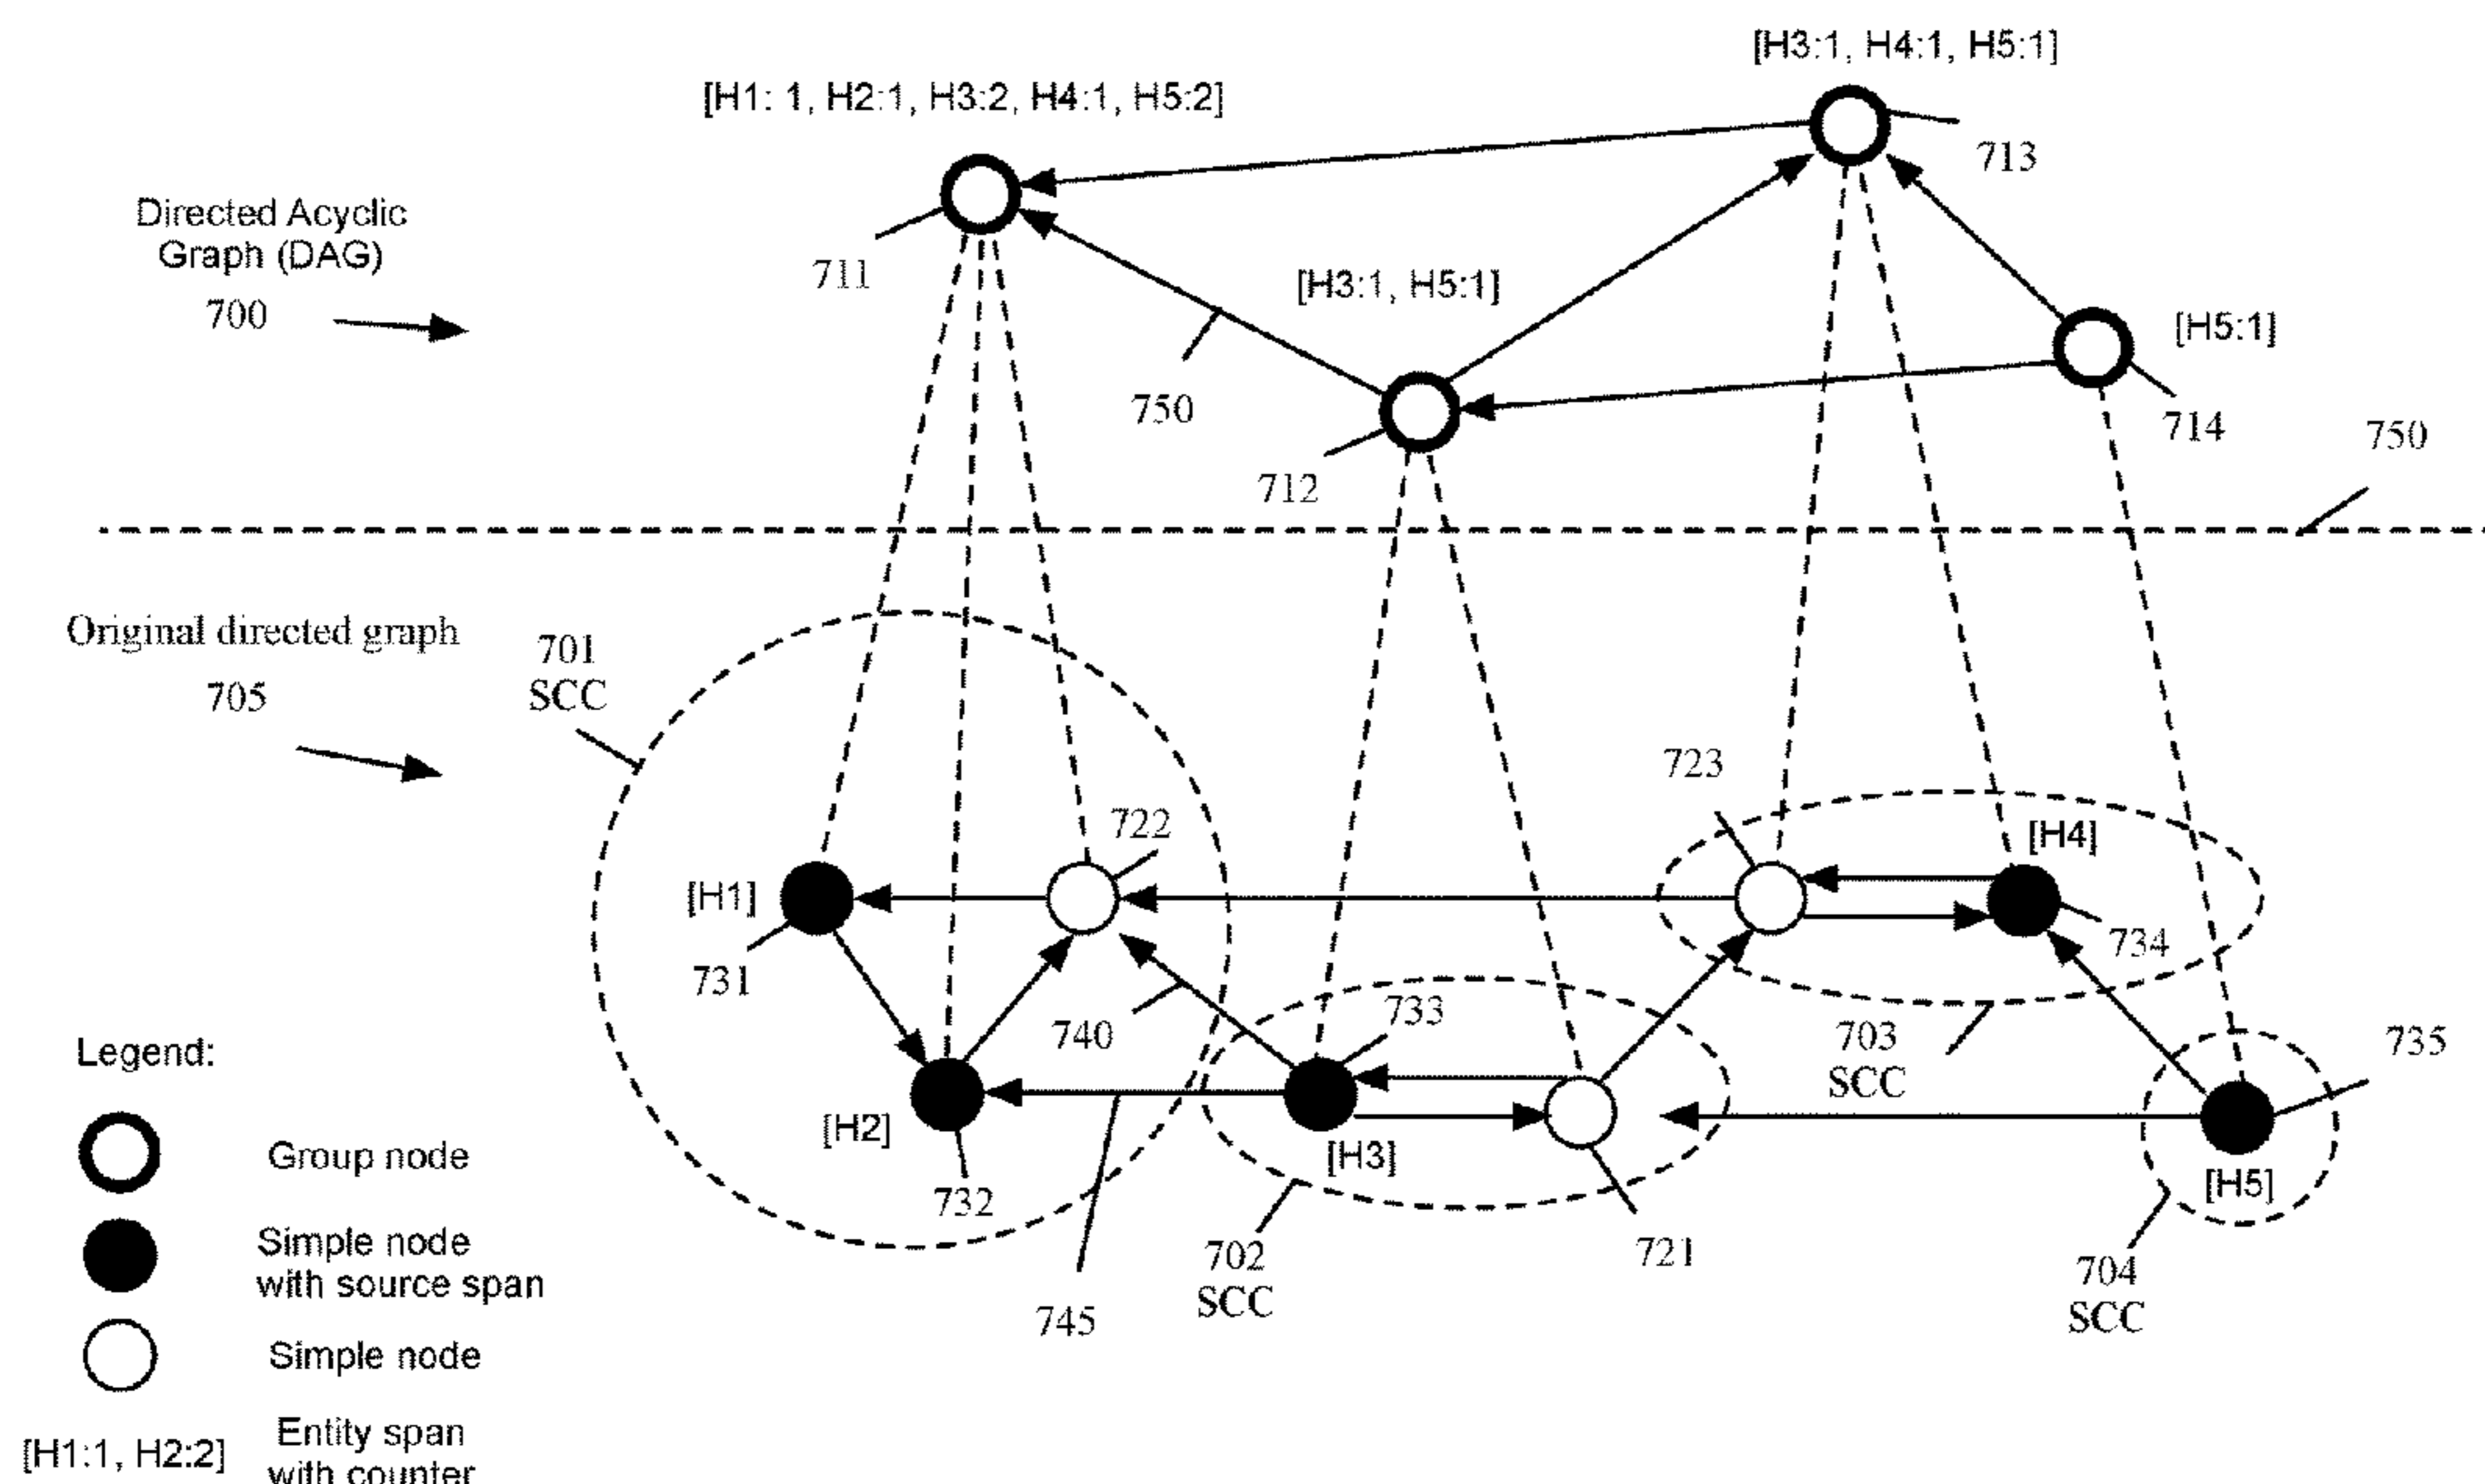 [H3:1, H4:1, H5:1]
[H1: 1, H2:1, H3:2, H4:1, H5:2]
713
Directed Acyclic
Graph (DAG)
700
711
[H3:1, H5:1]
[H5:1]
750
714
750
712
Original directed graph
705
701
SCC
723
722
[H4]
[H1]
731
734
740
733
703
SCC
735
Legend:
[H2]
[H3]
[H5]
732
Group node
702
SCC
721
704
SCC
745
Simple node
with source span
Simple node
[H1:1, H2:2]
Entity span
with counter